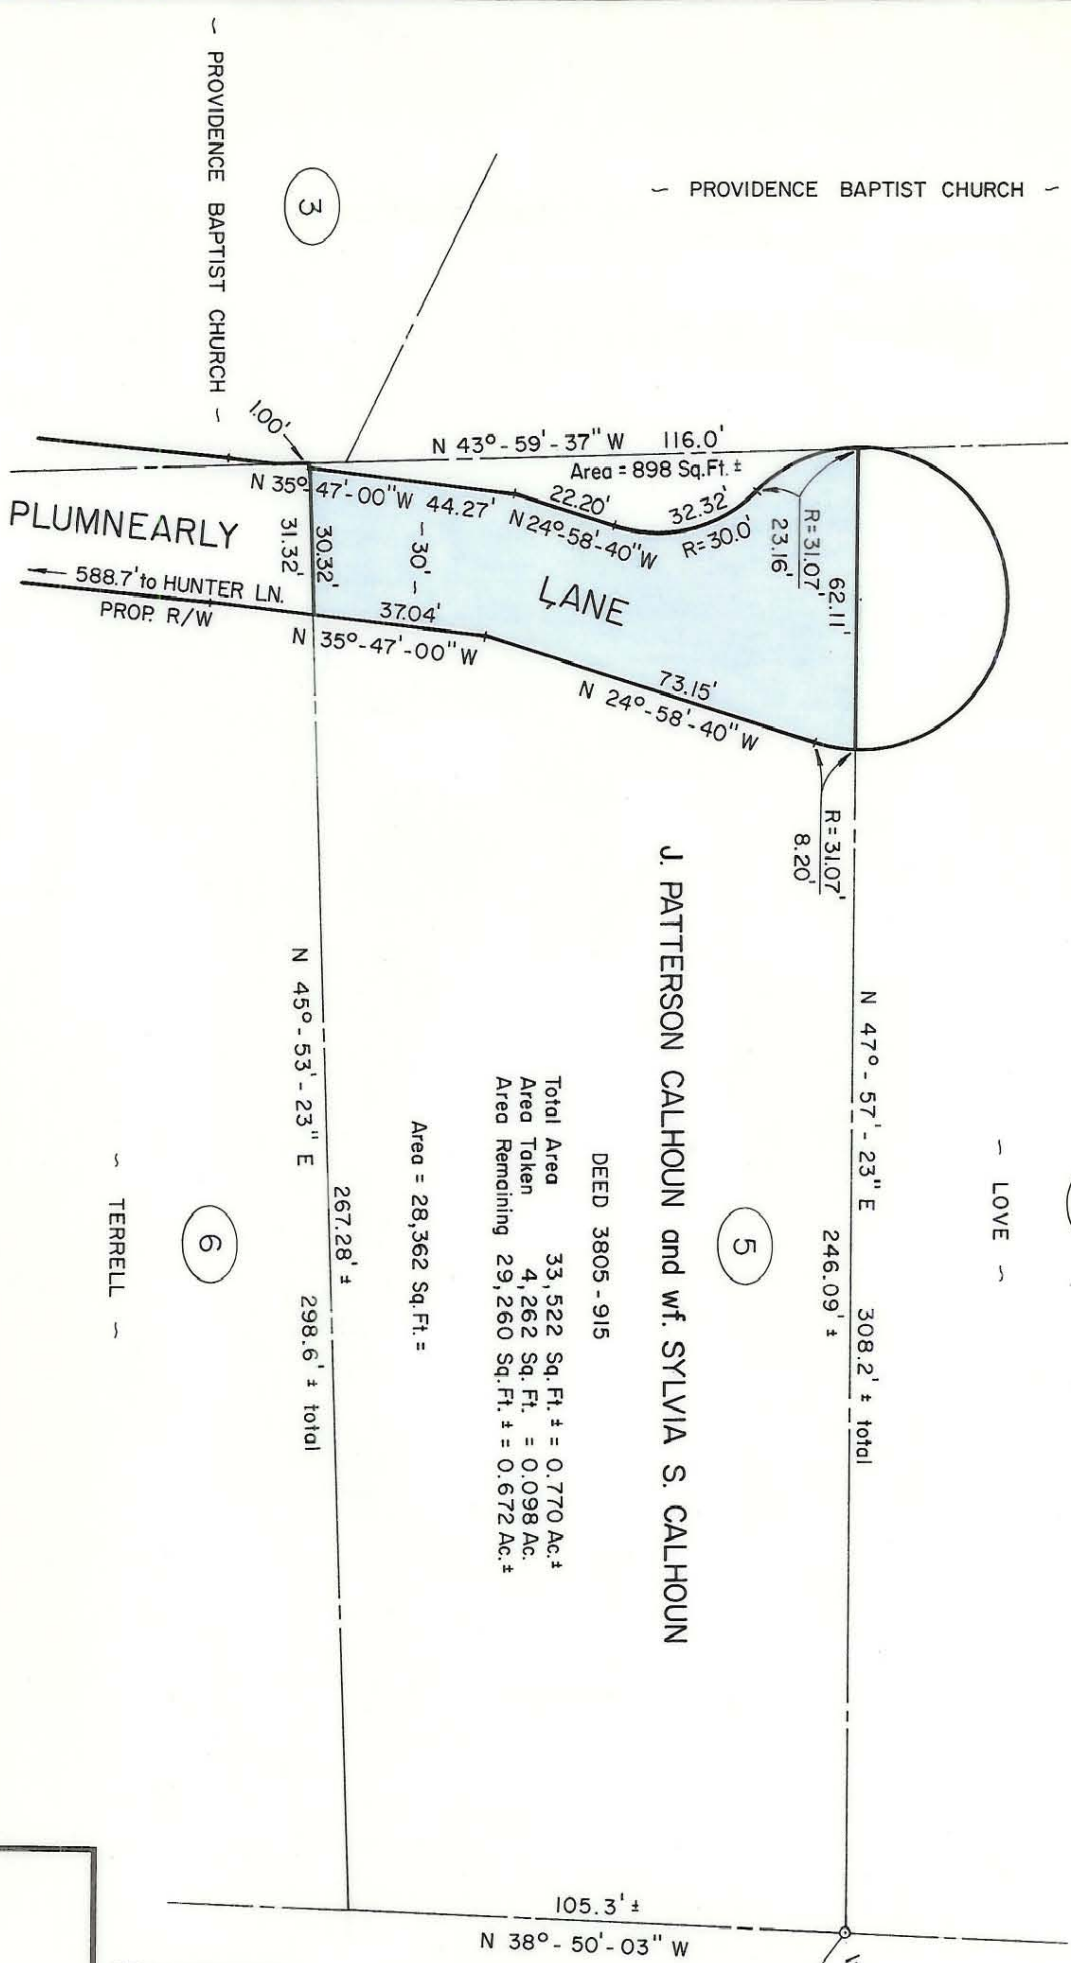 ~ PROVIDENCE BAPTIST CHURCH ~
~ PROVIDENCE BAPTIST CHURCH ~
3
1.00'
N 43°-59'-37" W 116.0'
Area = 898 Sq.Ft. ±
N 35°-47'-00" W 44.27'
22.20'
N 24°-58'-40" W
32.32'
R=30.0'
R=31.07'
23.16'
62.11'
PLUMNEARLY
LANE
31.32'
30.32'
~30'~
588.7' to HUNTER LN.
PROP. R/W
37.04'
N 35°-47'-00" W
73.15'
N 24°-58'-40" W
R=31.07'
8.20'
J. PATTERSON CALHOUN and wf. SYLVIA S. CALHOUN
5
DEED 3805-915
Total Area 33,522 Sq.Ft. ± = 0.770 Ac.±
Area Taken 4,262 Sq.Ft. = 0.098 Ac.
Area Remaining 29,260 Sq.Ft. ± = 0.672 Ac.±
Area = 28,362 Sq.Ft. =
N 47°-57'-23" E 308.2' ± total
246.09' ±
~ LOVE ~
N 45°-53'-23" E
267.28' ±
298.6' ± total
6
~ TERRELL ~
105.3' ±
N 38°-50'-03" W